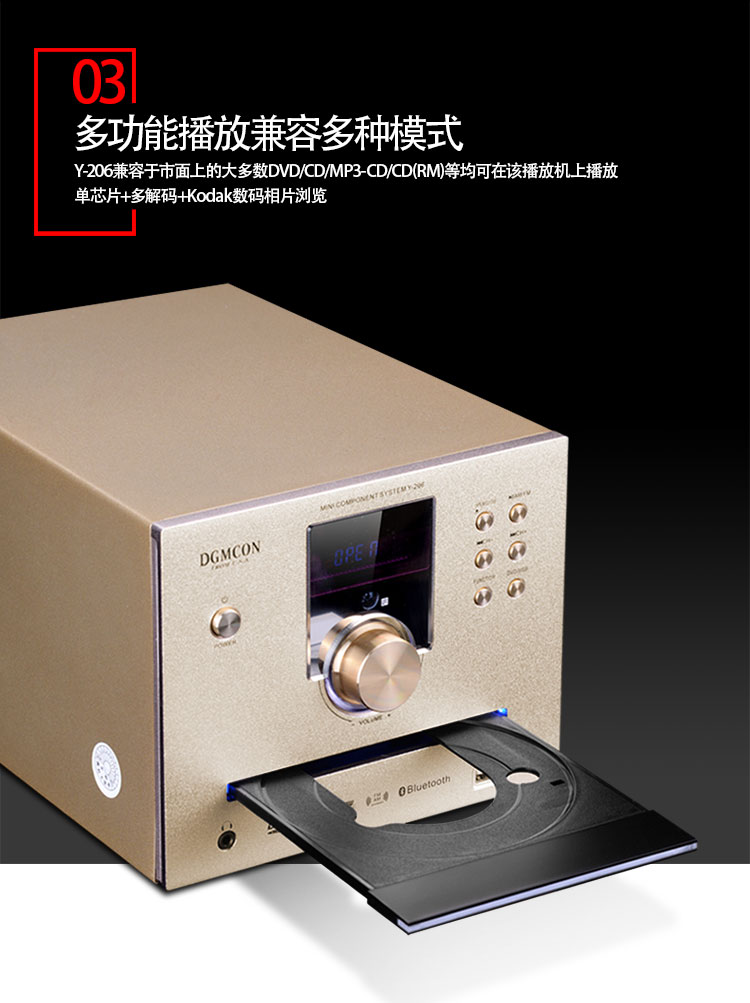 03
多功能播放兼容多种模式
Y-206兼容于市面上的大多数DVD/CD/MP3-CD/CD(RM)等均可在该播放机上播放
单芯片+多解码+Kodak数码相片浏览
MINI COMPONENT SYSTEM Y-206
DGMCON
OPEN
POWER
FUNCTION
VOLUME
Bluetooth